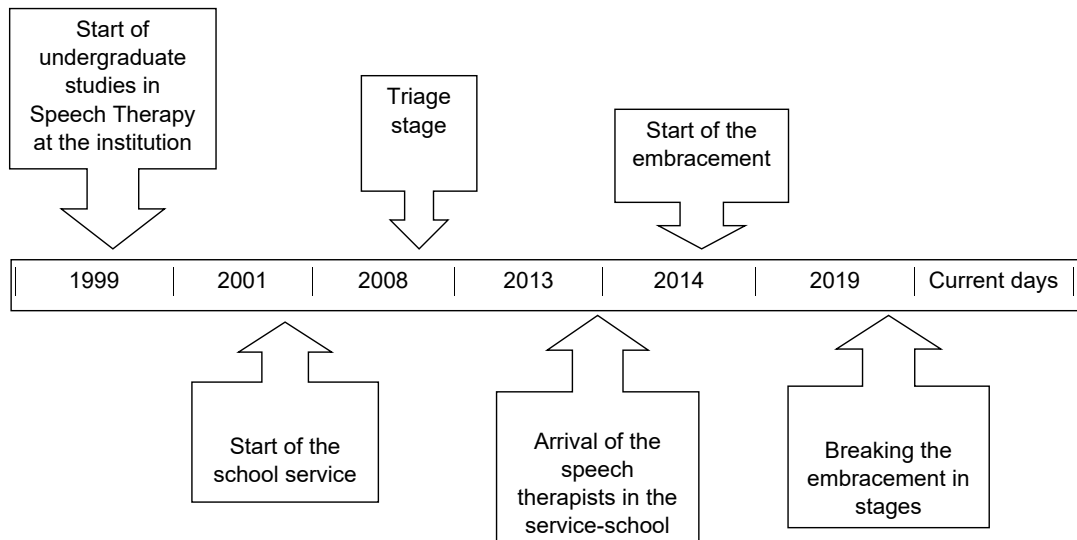 Start of
undergraduate
studies in
Speech Therapy
at the institution
Triage
stage
Start of the
embracement
1999 2001 2008 2013 2014 2019 Current days
Start of the
school service
Arrival of the
speech
therapists in the
service-school
Breaking the
embracement in
stages